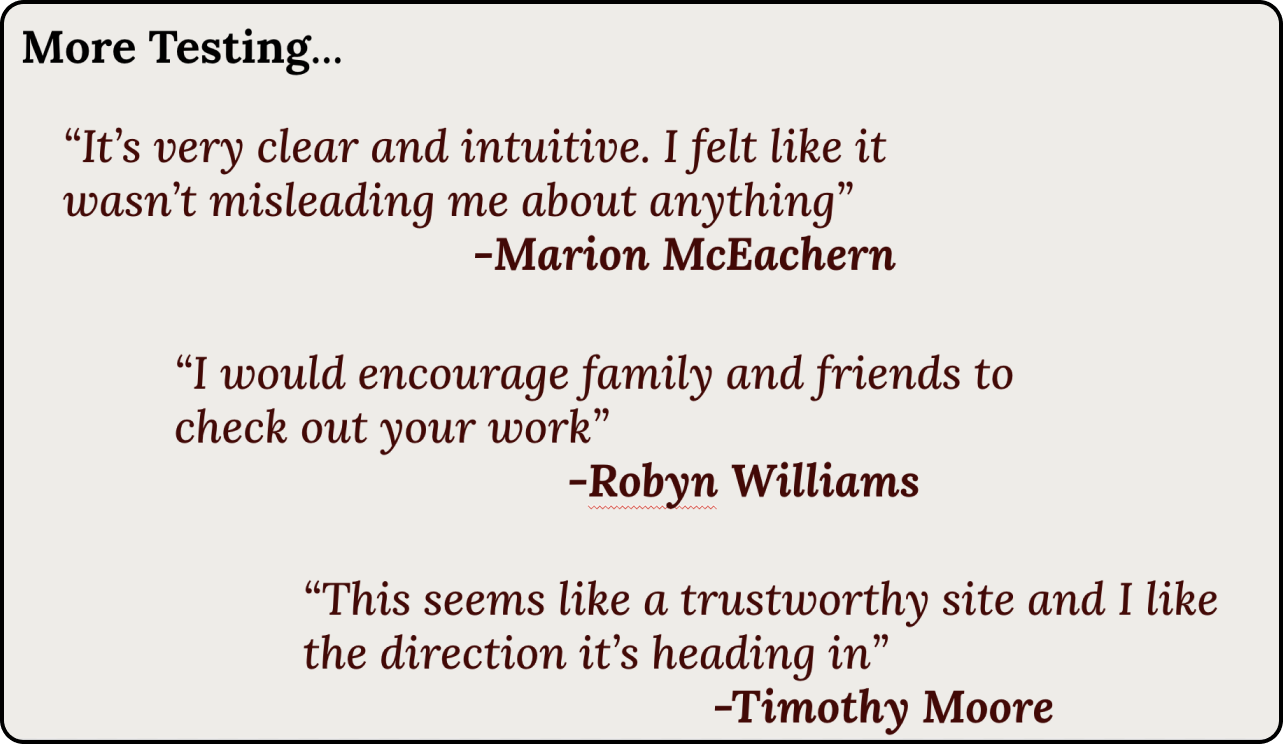 More Testing...
“It’s very clear and intuitive. I felt like it
wasn’t misleading me about anything”
-Marion McEachern
“I would encourage family and friends to
check out your work”
-Robyn Williams
“This seems like a trustworthy site and I like
the direction it’s heading in”
-Timothy Moore